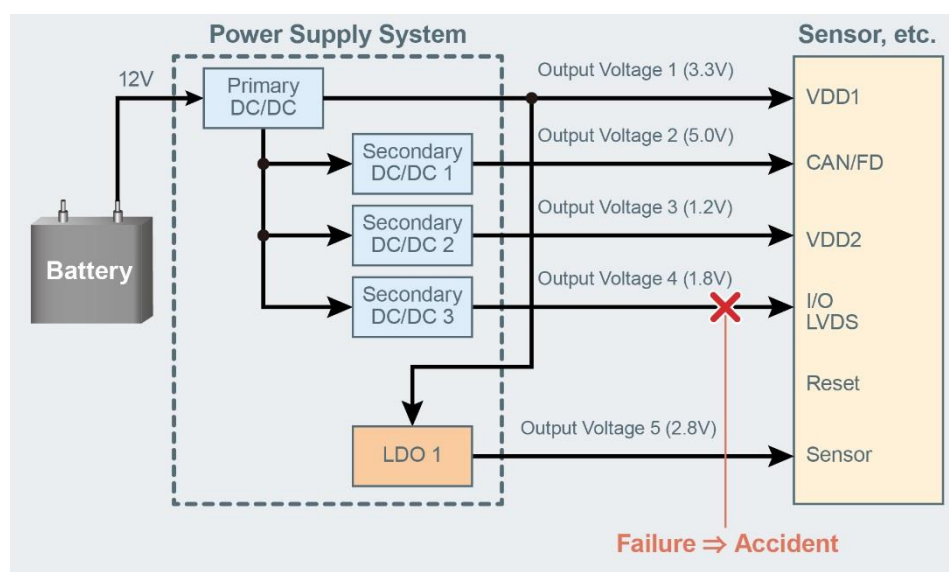 Power Supply System
Sensor, etc.
12V
Primary
DC/DC
Output Voltage 1 (3.3V)
VDD1
Secondary
DC/DC 1
Output Voltage 2 (5.0V)
CAN/FD
Secondary
DC/DC 2
Output Voltage 3 (1.2V)
VDD2
Battery
Secondary
DC/DC 3
Output Voltage 4 (1.8V)
I/O
LVDS
Reset
LDO 1
Output Voltage 5 (2.8V)
Sensor
Failure ⇒ Accident